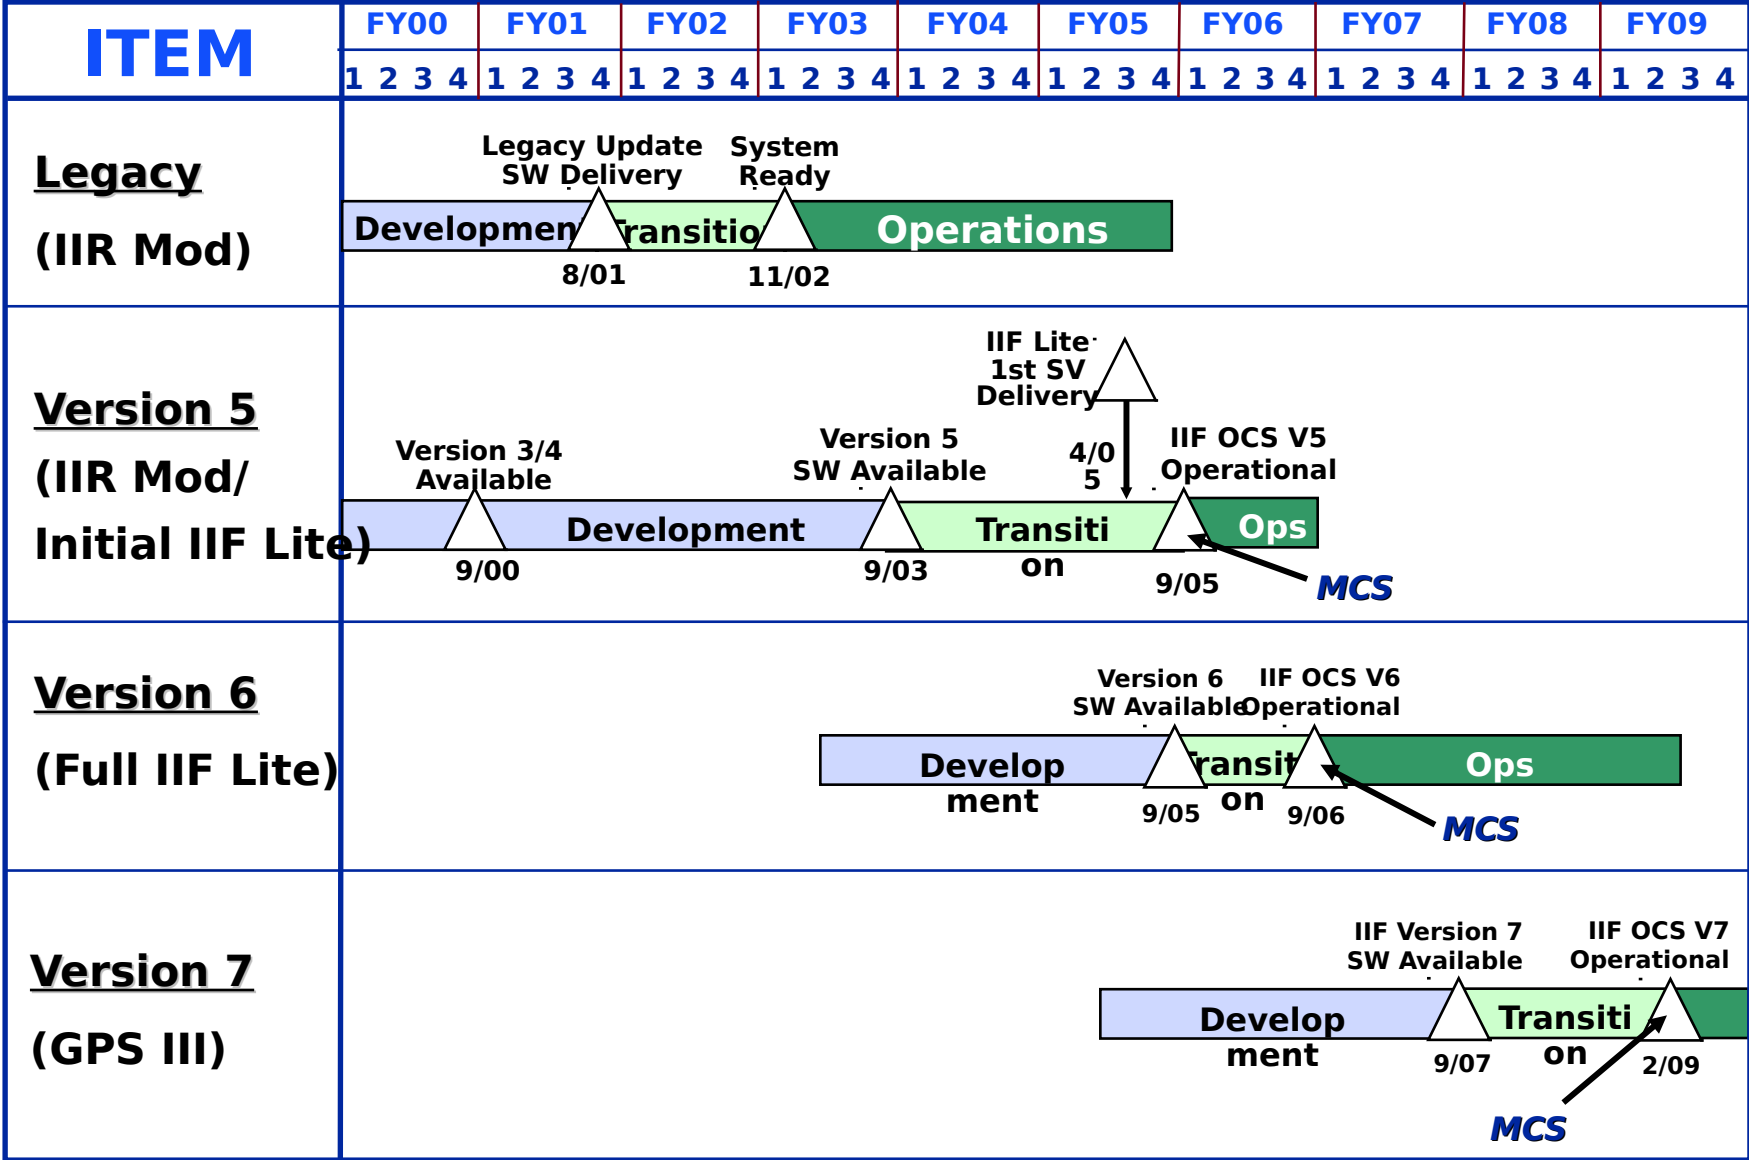 ITEM
FY00 FY01 FY02 FY03 FY04 FY05 FY06 FY07 FY08 FY09
1 2 3 4 1 2 3 4 1 2 3 4 1 2 3 4 1 2 3 4 1 2 3 4 1 2 3 4 1 2 3 4 1 2 3 4 1 2 3 4
Legacy
(IIR Mod)
Legacy Update
SW Delivery
System
Ready
Development
Transition
Operations
8/01
11/02
Version 5
(IIR Mod/
Initial IIF Lite)
Version 3/4
Available
Version 5
SW Available
IIF Lite
1st SV
Delivery
4/0
5
IIF OCS V5
Operational
Development
Transiti
on
Ops
9/00
9/03
9/05
MCS
Version 6
(Full IIF Lite)
Version 6
SW Available
IIF OCS V6
Operational
Develop
ment
Transiti
on
Ops
9/05
9/06
MCS
Version 7
(GPS III)
IIF Version 7
SW Available
IIF OCS V7
Operational
Develop
ment
Transiti
on
9/07
2/09
MCS